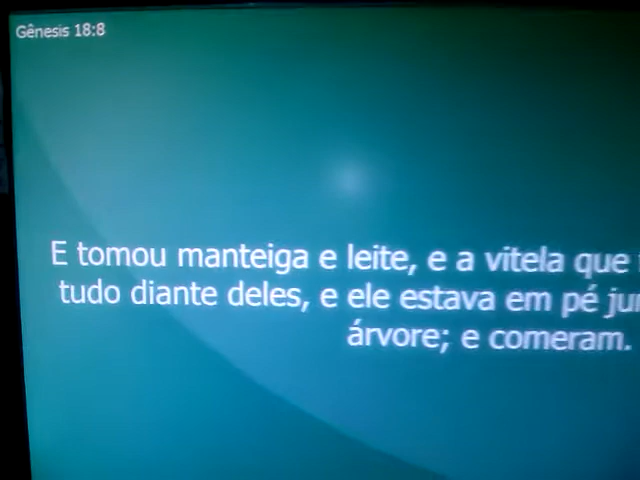 Gênesis 18:8
E tomou manteiga e leite, e a vitela que
tudo diante deles, e ele estava em pé
árvore; e comeram.